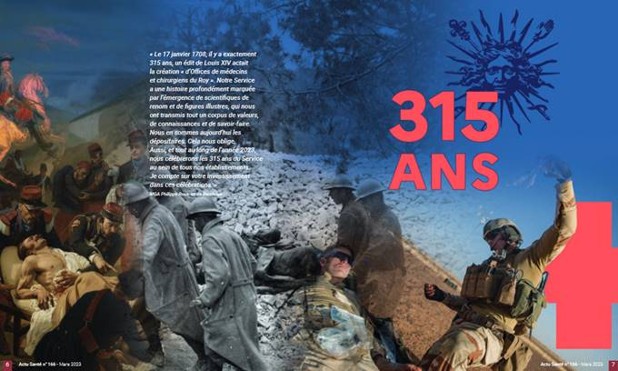 « Le 17 janvier 1708, il y a exactement
315 ans, un édit de Louis XIV actait
la création « d'Offices de médecins
et chirurgiens du Roy ». Notre Service
a une histoire profondément marquée
par l'émergence de scientifiques de
renom et de figures illustres, qui nous
ont transmis tout un corpus de valeurs,
de connaissances et de savoir-faire.
Nous en sommes aujourd'hui les
dépositaires. Cela nous oblige.
Aussi, et tout au long de l'année 2023,
nous célébrerons les 315 ans du Service
au sein de tous nos établissements.
Je compte sur votre investissement
dans ces célébrations. »
MGA Philippe
315
ANS
6 Actu Santé n° 166 - Mars 2023
Actu Santé n° 166 - Mars 2023 7